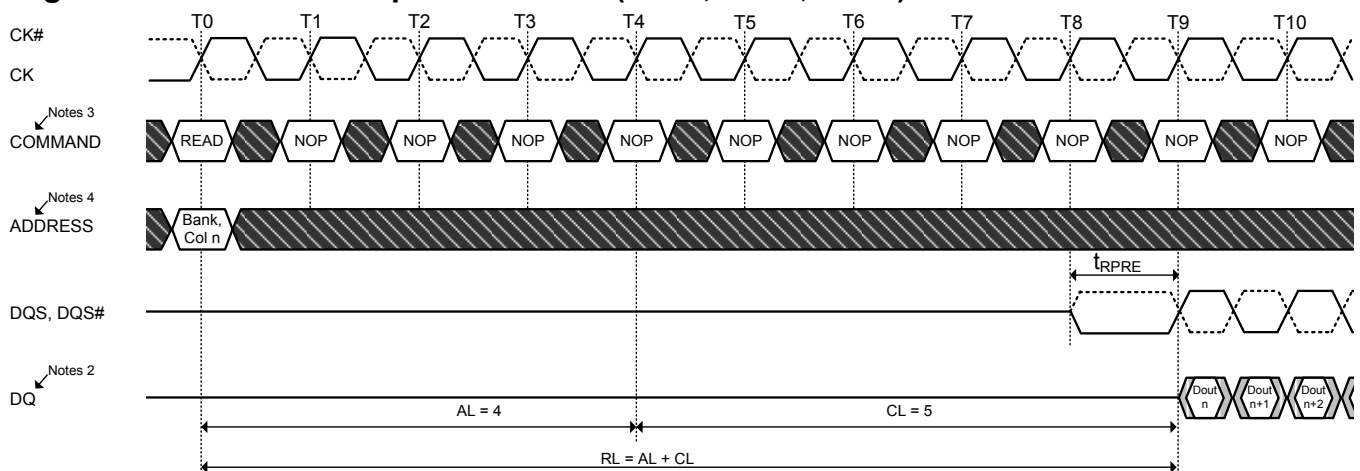 T0 T1 T2 T3 T4 T5 T6 T7 T8 T9 T10
CK#
CK
Notes 3
COMMAND
READ NOP NOP NOP NOP NOP NOP NOP NOP NOP NOP
Notes 4
ADDRESS
Bank,
Col n
tRPRE
DQS, DQS#
Notes 2
DQ
Dout
n
Dout
n+1
Dout
n+2
AL = 4
CL = 5
RL = AL + CL